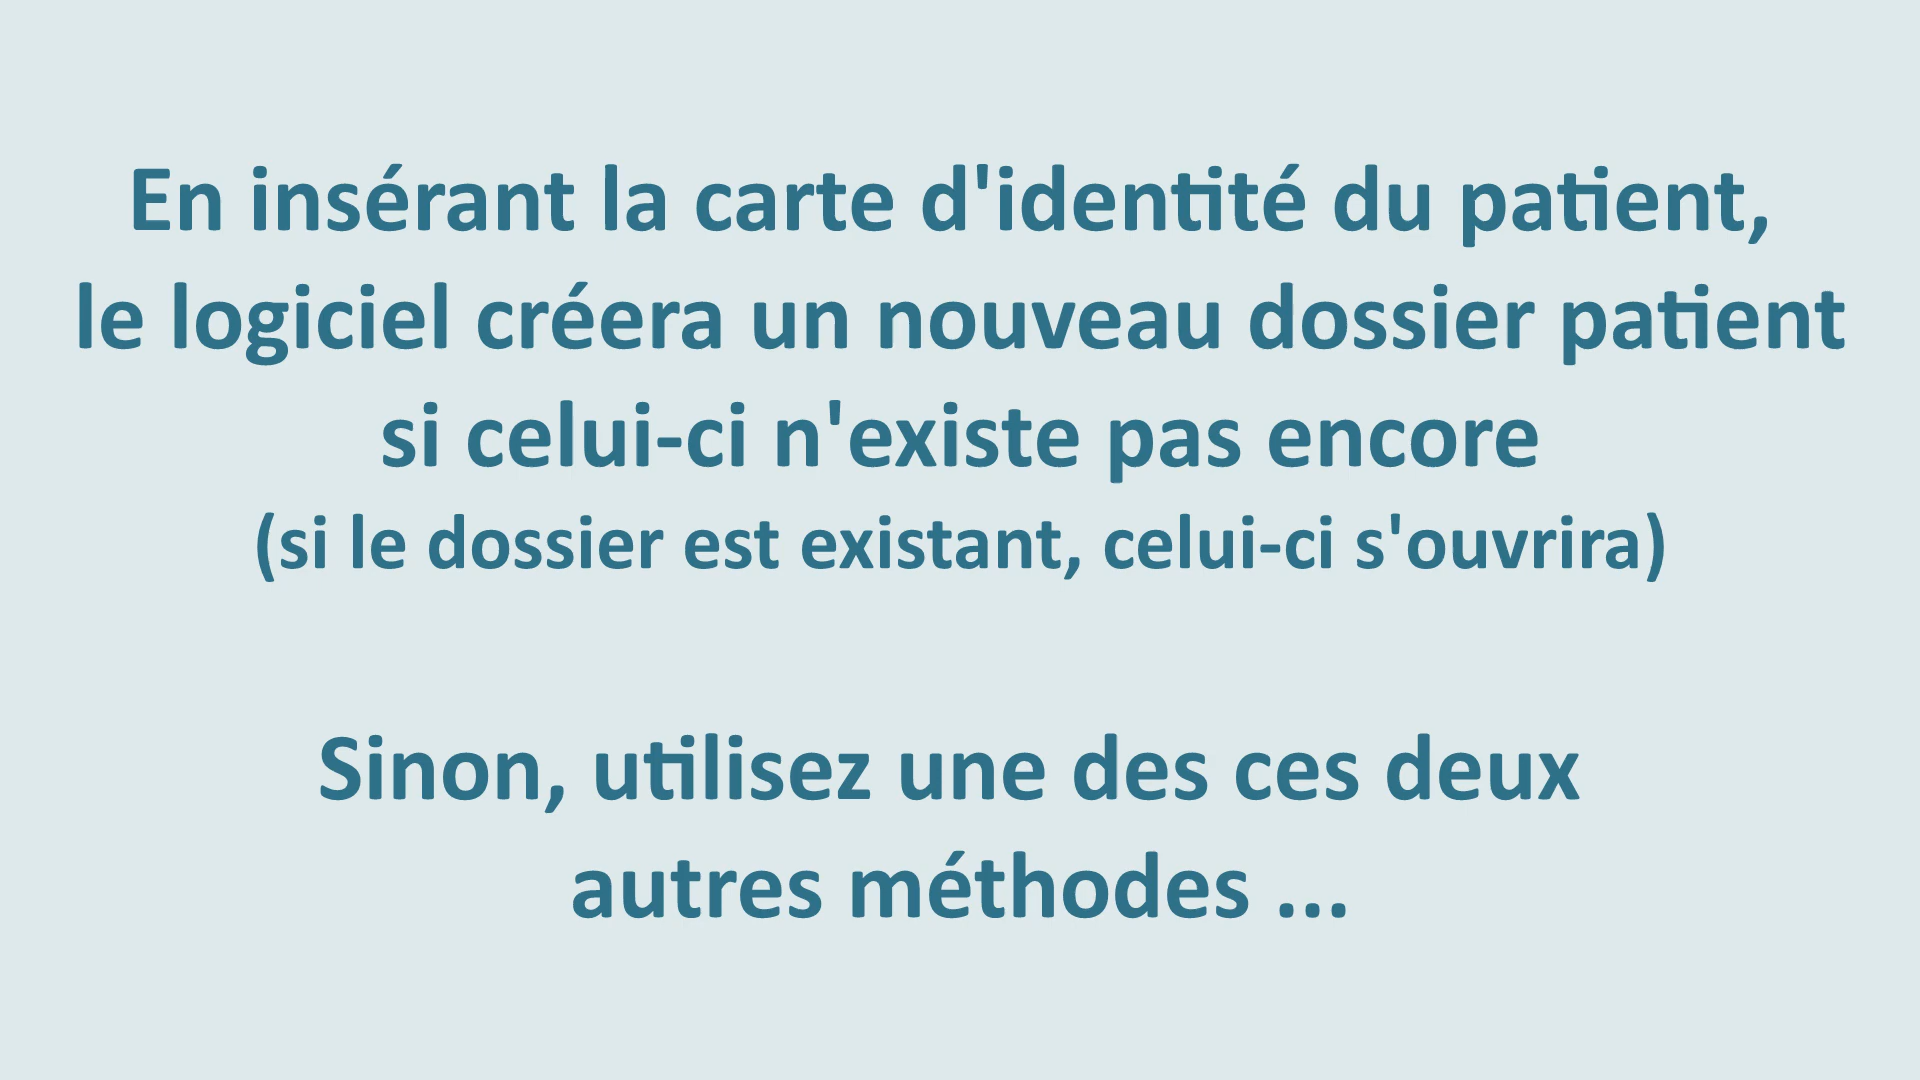 En insérant la carte d'identité du patient,
le logiciel créera un nouveau dossier patient
si celui-ci n'existe pas encore
(si le dossier est existant, celui-ci s'ouvrira)
Sinon, utilisez une des ces deux
autres méthodes ...